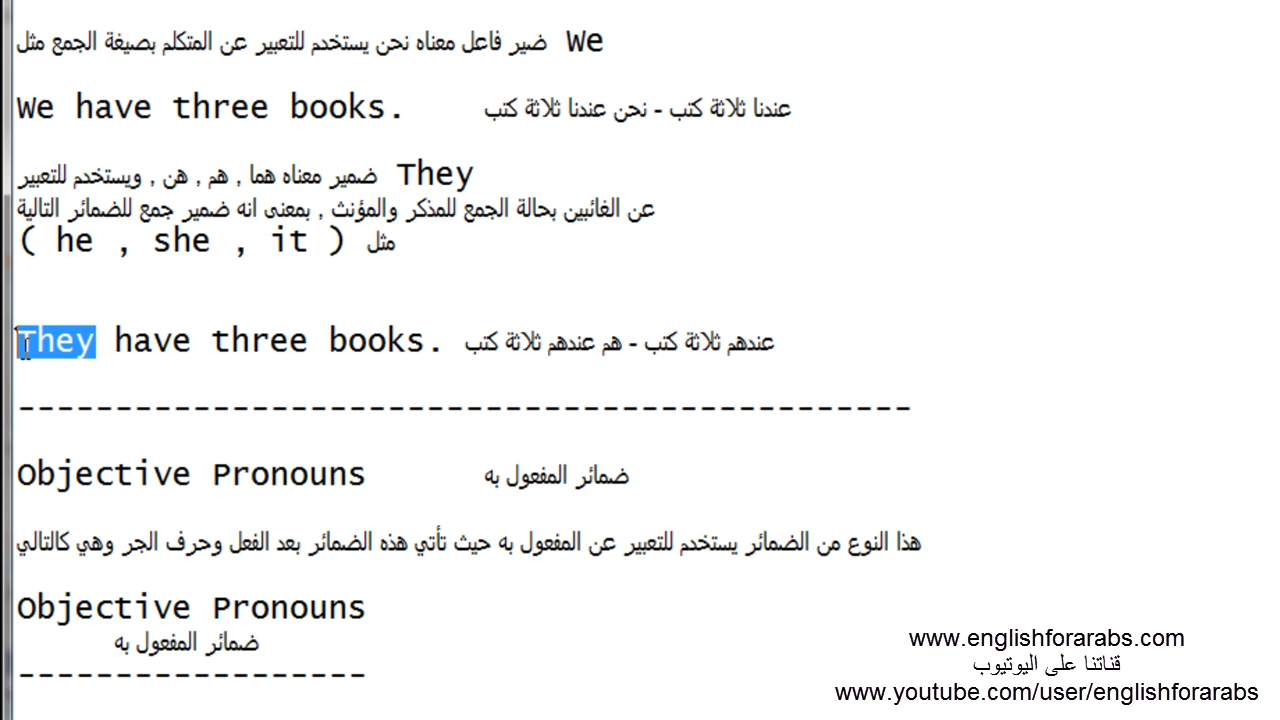 We ضير فاعل معناه نحن يستخدم للتعبير عن المتكلم بصيغة الجمع مثل
We have three books. عندنا ثلاثة كتب - نحن عندنا ثلاثة كتب
They ضمير معناه هما , هم , هن , ويستخدم للتعبير
عن الغائبين بحالة الجمع للمذكر والمؤنث , بمعنى انه ضمير جمع للضمائر التالية
( he , she , it ) مثل
They have three books. عندهم ثلاثة كتب - هم عندهم ثلاثة كتب
-----------------------------------------------
Objective Pronouns ضمائر المفعول به
هذا النوع من الضمائر يستخدم للتعبير عن المفعول به حيث تأتي هذه الضمائر بعد الفعل وحرف الجر وهي كالتالي
Objective Pronouns
ضمائر المفعول به
------------------
www.englishforarabs.com
قناتنا على اليوتيوب
www.youtube.com/user/englishforarabs